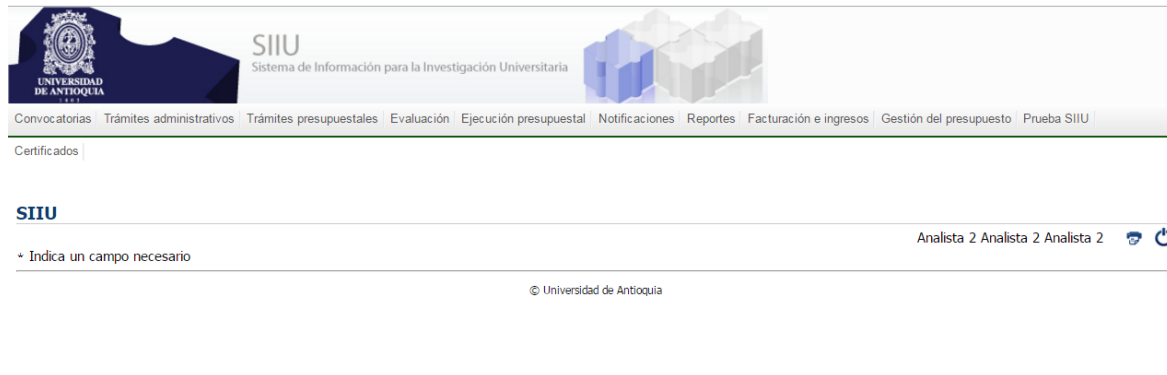 UNIVERSIDAD
DE ANTIOQUIA
1803
SIIU
Sistema de Información para la Investigación Universitaria
Convocatorias Trámites administrativos Trámites presupuestales Evaluación Ejecución presupuestal Notificaciones Reportes Facturación e ingresos Gestión del presupuesto Prueba SIIU
Certificados
SIIU
Analista 2 Analista 2 Analista 2
* Indica un campo necesario
© Universidad de Antioquia